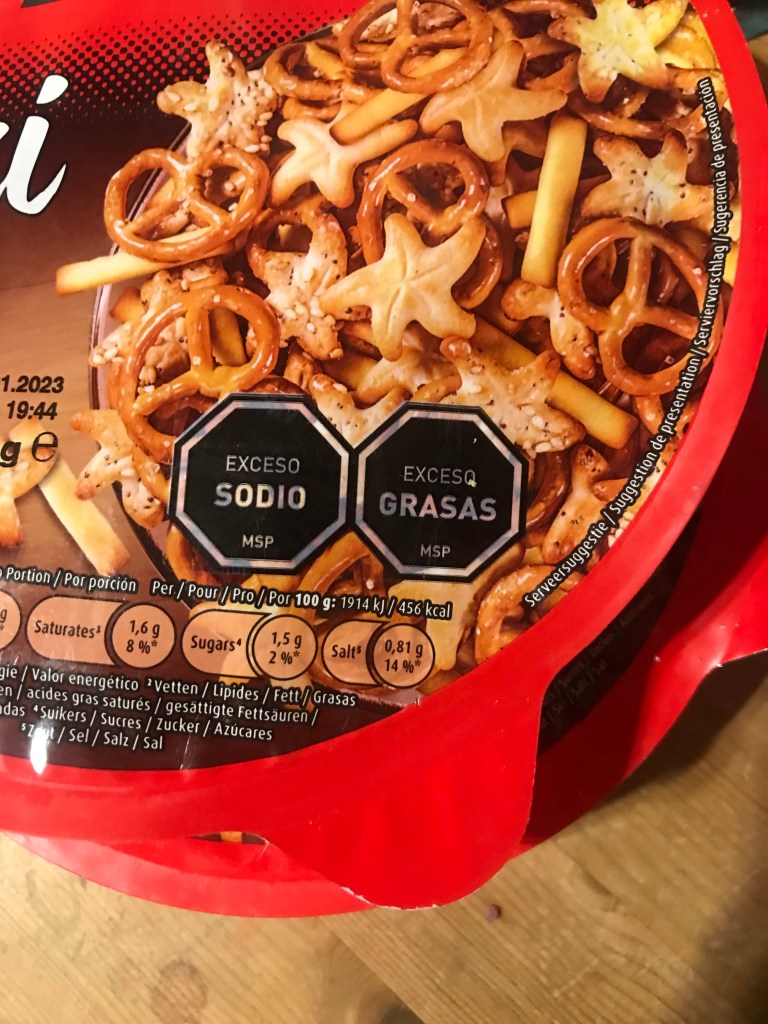 i
1.2023
19:44
g e
EXCESO
SODIO
MSP
EXCESO
GRASAS
MSP
Serveersuggestie / Suggestion de présentation / Serviervorschlag / Sugerencia de presentación
Portion / Por porción Per / Pour / Pro / Por 100 g: 1914 kJ / 456 kcal
g
Saturates³
1,6 g
8 %*
Sugars⁴
1,5 g
2 %*
Salt⁵
0,81 g
14 %*
gie / Valor energético ²Vetten / Lipides / Fett / Grasas
en / acides gras saturés / gesättigte Fettsäuren /
das ⁴Suikers / Sucres / Zucker / Azúcares
⁵Zout / Sel / Salz / Sal